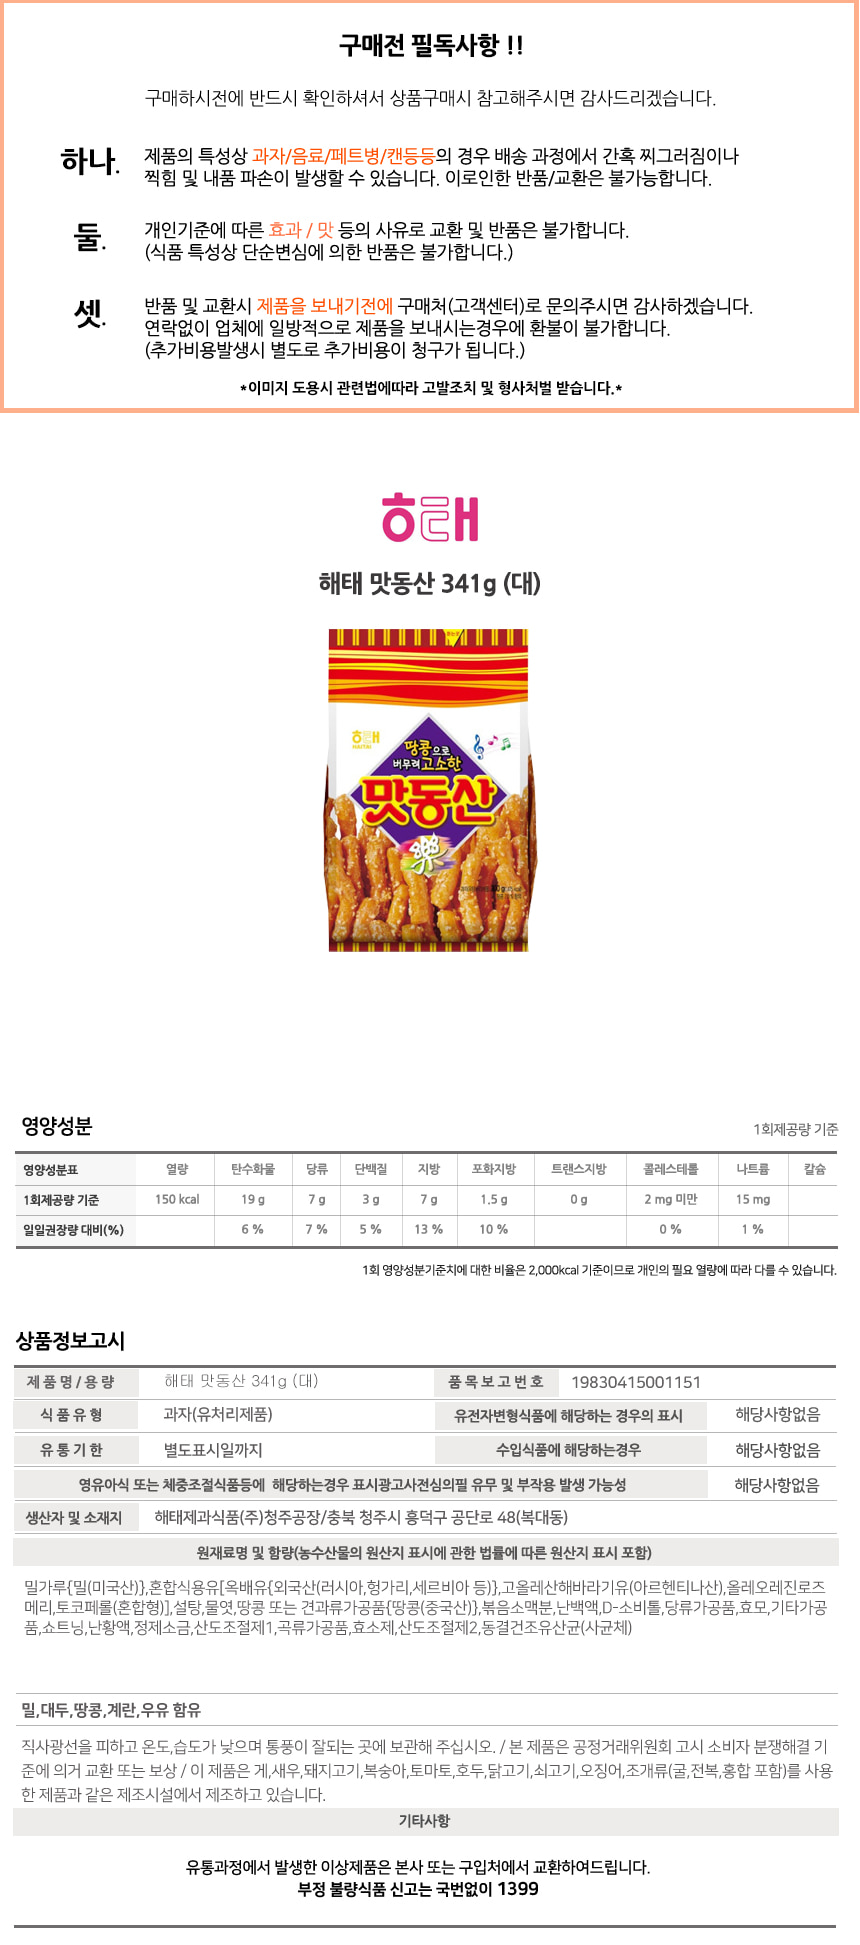 구매전 필독사항 !!
구매하시전에 반드시 확인하셔서 상품구매시 참고해주시면 감사드리겠습니다.
하나. 제품의 특성상 과자/음료/페트병/캔등등의 경우 배송 과정에서 간혹 찌그러짐이나
찍힘 및 내품 파손이 발생할 수 있습니다. 이로인한 반품/교환은 불가능합니다.
둘. 개인기준에 따른 효과 / 맛 등의 사유로 교환 및 반품은 불가합니다.
(식품 특성상 단순변심에 의한 반품은 불가합니다.)
셋. 반품 및 교환시 제품을 보내기전에 구매처(고객센터)로 문의주시면 감사하겠습니다.
연락없이 업체에 일방적으로 제품을 보내시는경우에 환불이 불가합니다.
(추가비용발생시 별도로 추가비용이 청구가 됩니다.)
*이미지 도용시 관련법에따라 고발조치 및 형사처벌 받습니다.*
해태
해태 맛동산 341g (대)
해태
HAITAI
땅콩으로
버무려 고소한
맛동산
영양성분
1회제공량 기준
영양성분표 열량 탄수화물 당류 단백질 지방 포화지방 트랜스지방 콜레스테롤 나트륨 칼슘
1회제공량 기준 150 kcal 19 g 7 g 3 g 7 g 1.5 g 0 g 2 mg 미만 15 mg
일일권장량 대비(%) 6 % 7 % 5 % 13 % 10 % 0 % 1 %
1회 영양성분기준치에 대한 비율은 2,000kcal 기준이므로 개인의 필요 열량에 따라 다를 수 있습니다.
상품정보고시
제 품 명 / 용 량 해태 맛동산 341g (대) 품 목 보 고 번 호 19830415001151
식 품 유 형 과자(유처리제품) 유전자변형식품에 해당하는 경우의 표시 해당사항없음
유 통 기 한 별도표시일까지 수입식품에 해당하는경우 해당사항없음
영유아식 또는 체중조절식품등에 해당하는경우 표시광고사전심의필 유무 및 부작용 발생 가능성 해당사항없음
생산자 및 소재지 해태제과식품(주)청주공장/충북 청주시 흥덕구 공단로 48(복대동)
원재료명 및 함량(농수산물의 원산지 표시에 관한 법률에 따른 원산지 표시 포함)
밀가루{밀(미국산)},혼합식용유[옥배유{외국산(러시아,헝가리,세르비아 등)},고올레산해바라기유(아르헨티나산),올레오레진로즈
메리,토코페롤(혼합형)],설탕,물엿,땅콩 또는 견과류가공품{땅콩(중국산)},볶음소맥분,난백액,D-소비톨,당류가공품,효모,기타가공
품,쇼트닝,난황액,정제소금,산도조절제1,곡류가공품,효소제,산도조절제2,동결건조유산균(사균체)
밀,대두,땅콩,계란,우유 함유
직사광선을 피하고 온도,습도가 낮으며 통풍이 잘되는 곳에 보관해 주십시오. / 본 제품은 공정거래위원회 고시 소비자 분쟁해결 기
준에 의거 교환 또는 보상 / 이 제품은 게,새우,돼지고기,복숭아,토마토,호두,닭고기,쇠고기,오징어,조개류(굴,전복,홍합 포함)를 사용
한 제품과 같은 제조시설에서 제조하고 있습니다.
기타사항
유통과정에서 발생한 이상제품은 본사 또는 구입처에서 교환하여드립니다.
부정 불량식품 신고는 국번없이 1399